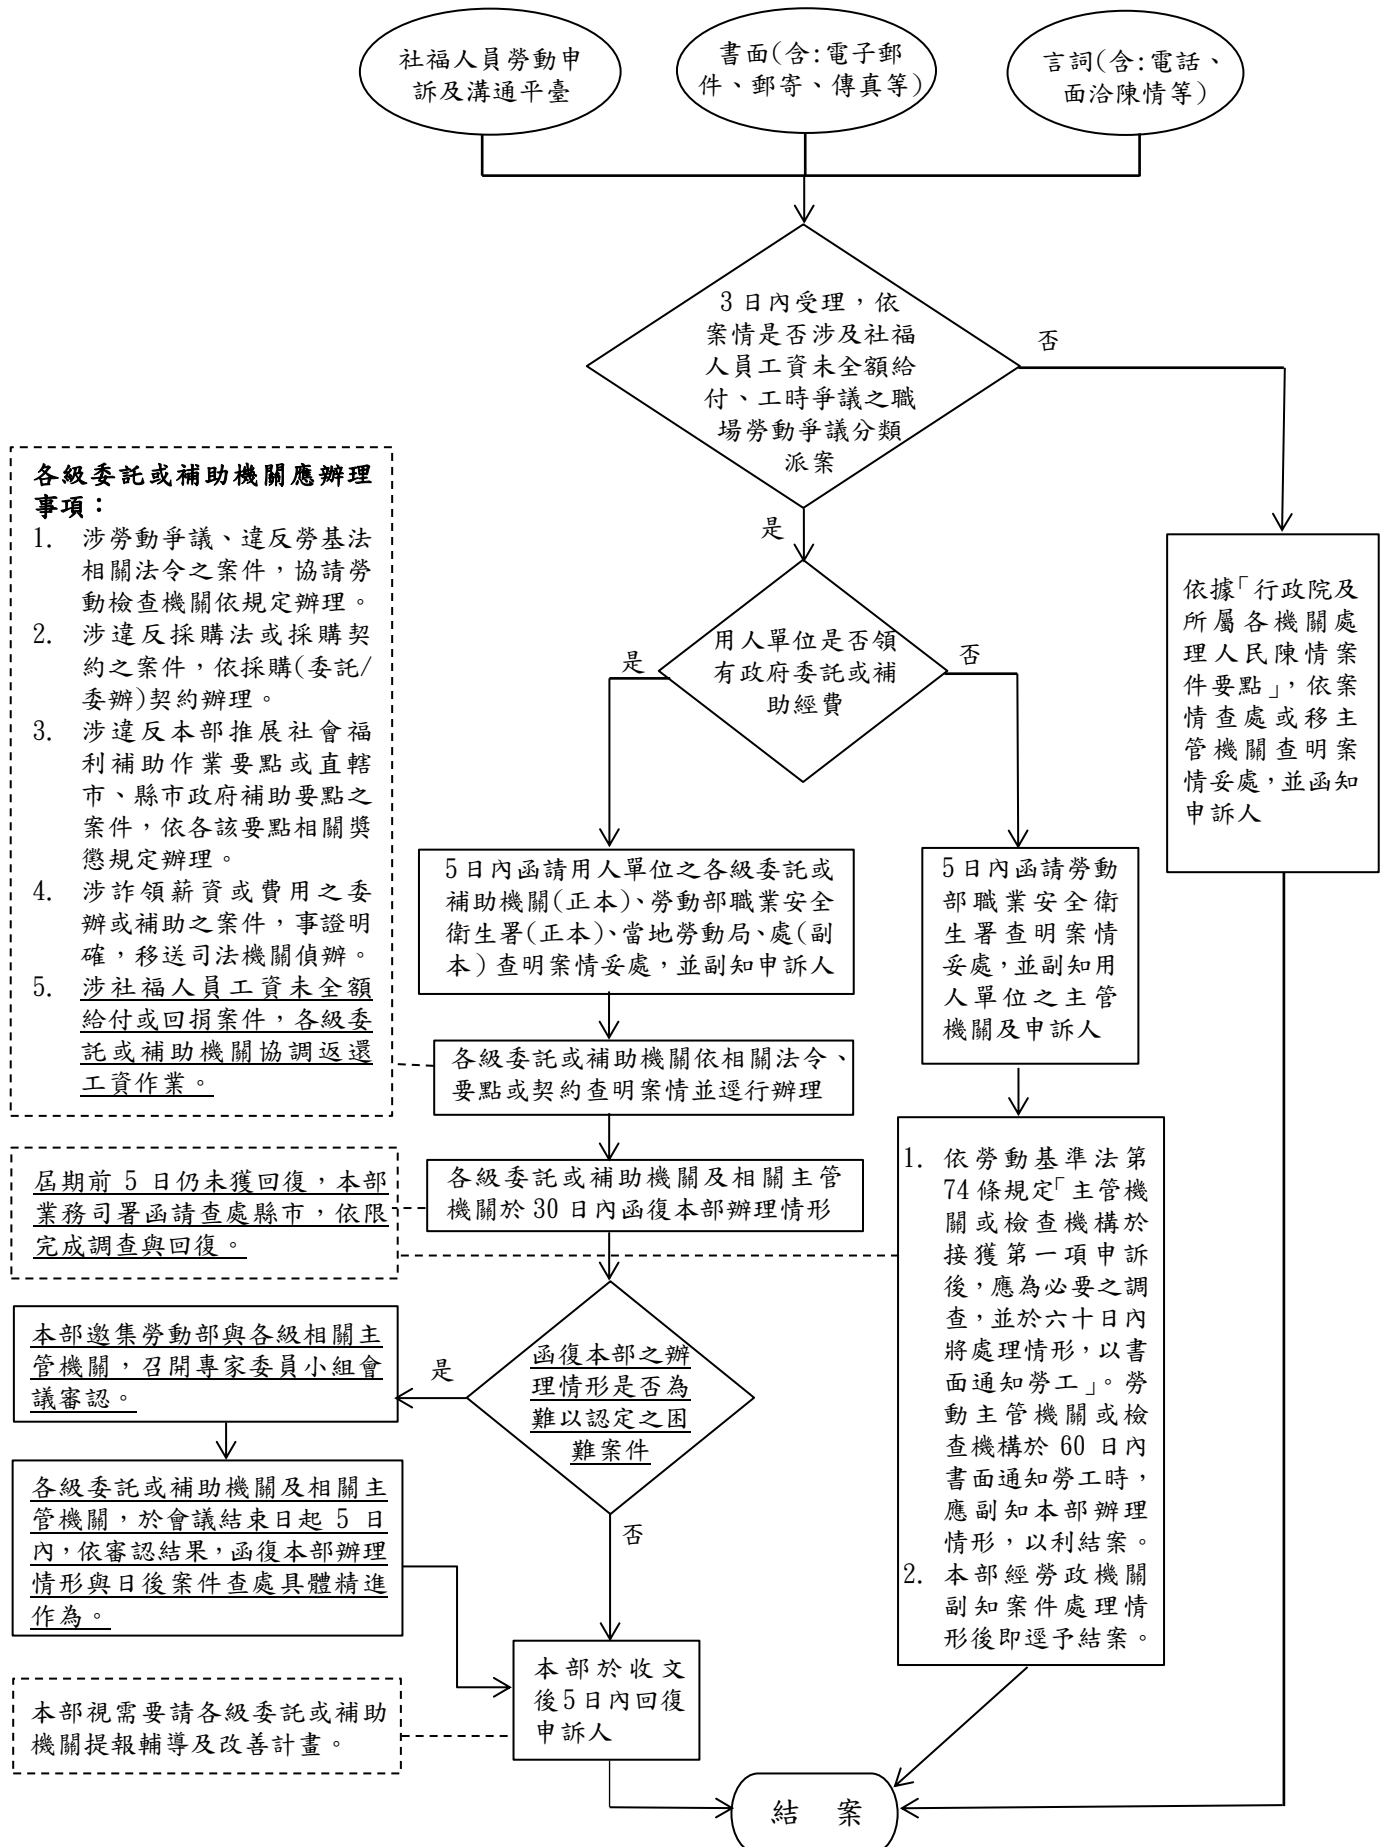 社福人員勞動申
訴及溝通平臺
書面(含:電子郵
件、郵寄、傳真等)
言詞(含:電話、
面洽陳情等)
3 日內受理，依
案情是否涉及社福
人員工資未全額給
付、工時爭議之職
場勞動爭議分類
派案
否
是
依據「行政院及
所屬各機關處
理人民陳情案
件要點」，依案
情查處或移主
管機關查明案
情妥處，並函知
申訴人
用人單位是否領
有政府委託或補
助經費
是
否
各級委託或補助機關應辦理
事項：
1. 涉勞動爭議、違反勞基法
相關法令之案件，協請勞
動檢查機關依規定辦理。
2. 涉違反採購法或採購契
約之案件，依採購(委託/
委辦)契約辦理。
3. 涉違反本部推展社會福
利補助作業要點或直轄
市、縣市政府補助要點之
案件，依各該要點相關獎
懲規定辦理。
4. 涉詐領薪資或費用之委
辦或補助之案件，事證明
確，移送司法機關偵辦。
5. 涉社福人員工資未全額
給付或回捐案件，各級委
託或補助機關協調返還
工資作業。
5日內函請用人單位之各級委託或
補助機關(正本)、勞動部職業安全
衛生署(正本)、當地勞動局、處(副
本)查明案情妥處，並副知申訴人
5日內函請勞動
部職業安全衛
生署查明案情
妥處，並副知用
人單位之主管
機關及申訴人
各級委託或補助機關依相關法令、
要點或契約查明案情並逕行辦理
各級委託或補助機關及相關主管
機關於 30 日內函復本部辦理情形
屆期前 5 日仍未獲回復，本部
業務司署函請查處縣市，依限
完成調查與回復。
1. 依勞動基準法第
74 條規定「主管機
關或檢查機構於
接獲第一項申訴
後，應為必要之調
查，並於六十日內
將處理情形，以書
面通知勞工」。勞
動主管機關或檢
查機構於 60 日內
書面通知勞工時，
應副知本部辦理
情形，以利結案。
2. 本部經勞政機關
副知案件處理情
形後即逕予結案。
函復本部之辦
理情形是否為
難以認定之困
難案件
是
否
本部邀集勞動部與各級相關主
管機關，召開專家委員小組會
議審認。
各級委託或補助機關及相關主
管機關，於會議結束日起 5 日
內，依審認結果，函復本部辦理
情形與日後案件查處具體精進
作為。
本部於收文
後5日內回復
申訴人
本部視需要請各級委託或補助
機關提報輔導及改善計畫。
結 案